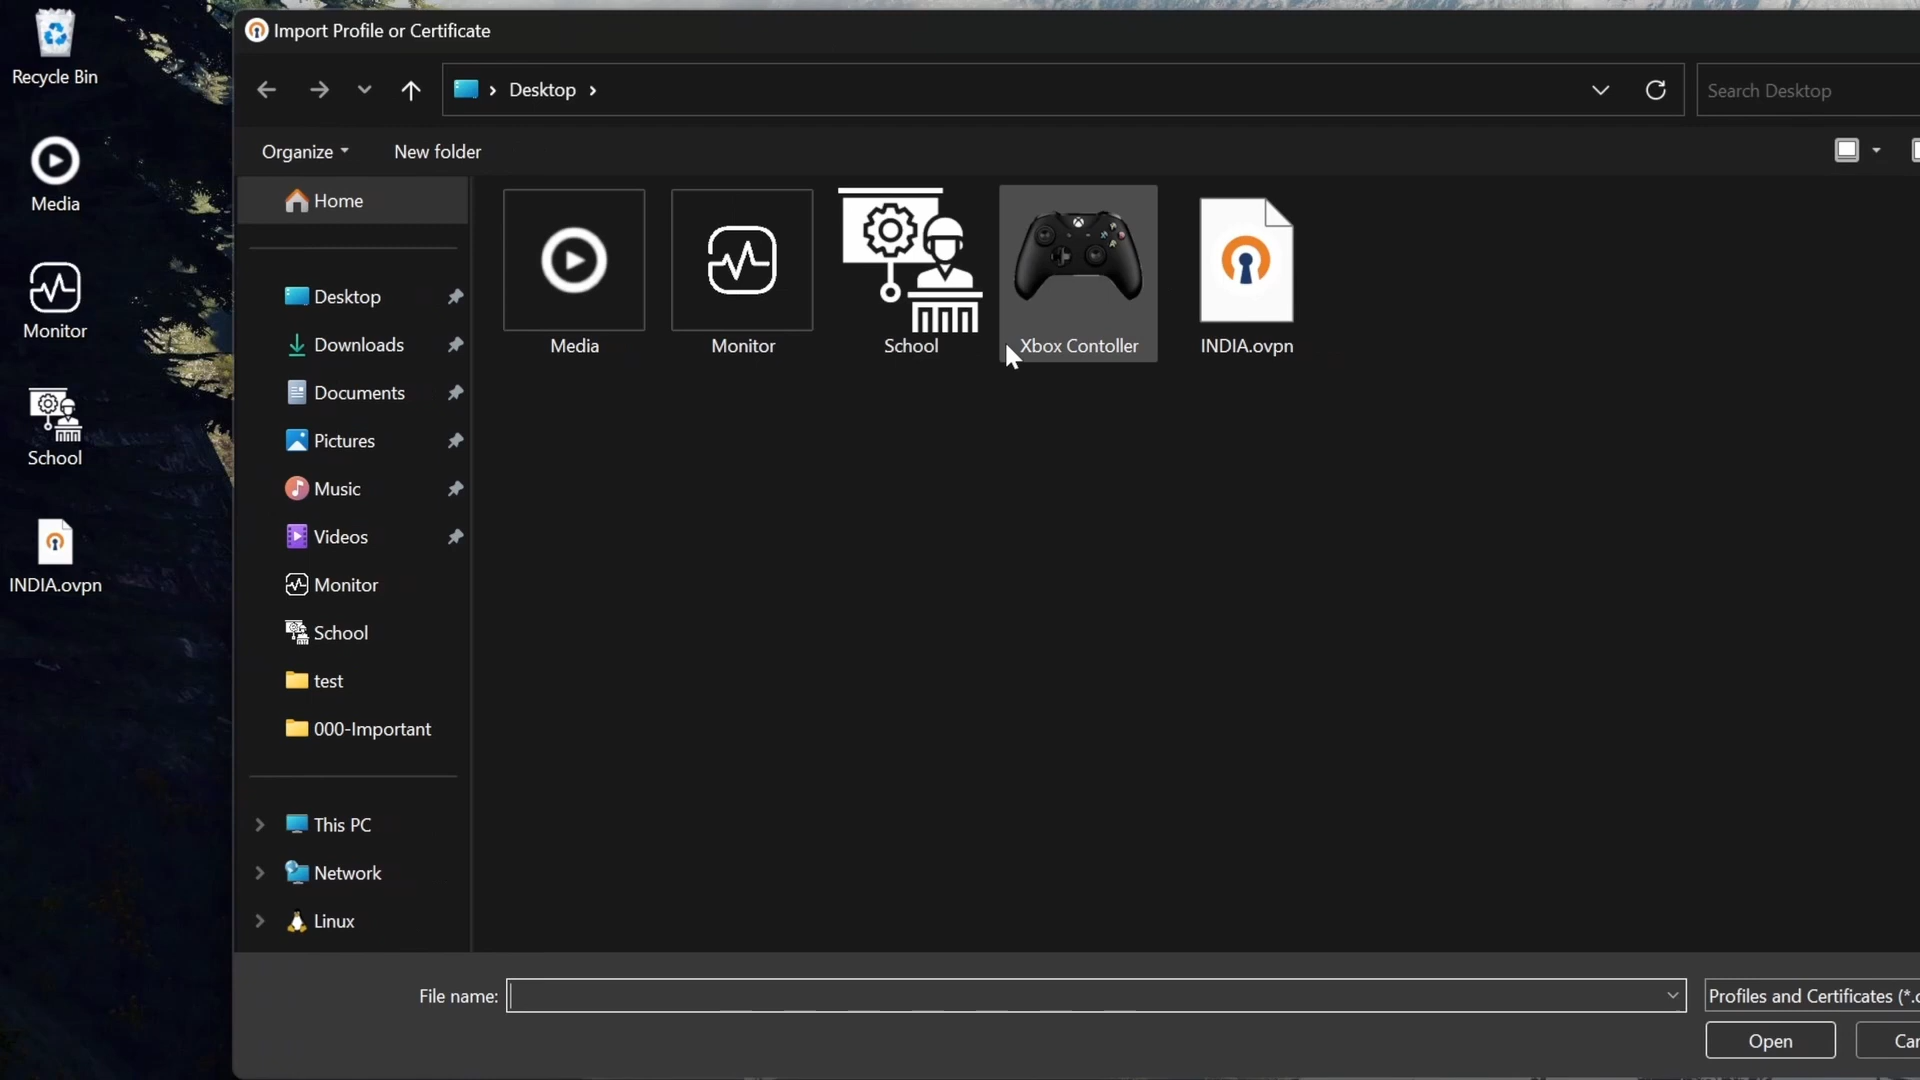 Recycle Bin
Media
Monitor
School
INDIA.ovpn
Import Profile or Certificate
Desktop
Search Desktop
Organize
New folder
Home
Desktop
Downloads
Documents
Pictures
Music
Videos
Monitor
School
test
000-Important
This PC
Network
Linux
Media
Monitor
School
Xbox Contoller
INDIA.ovpn
File name:
Profiles and Certificates (*.
Open